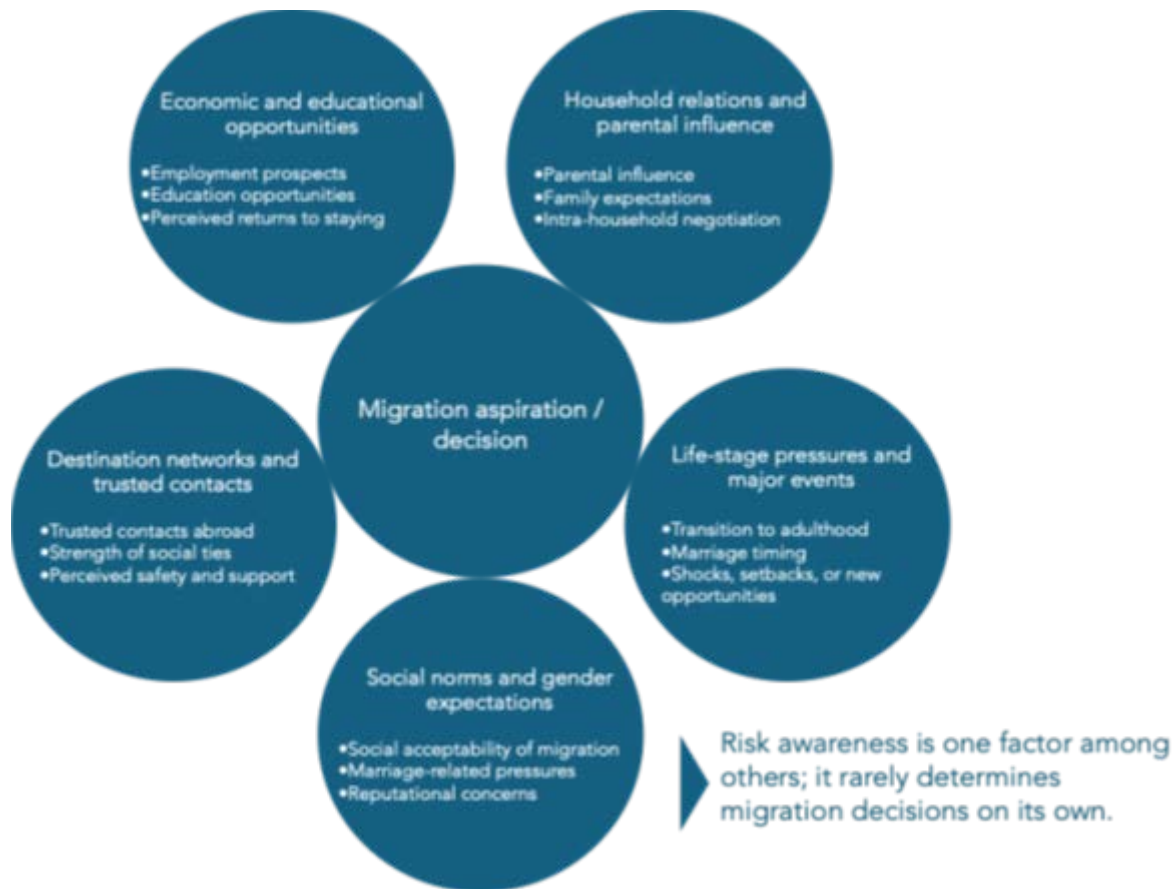 Economic and educational
opportunities
•Employment prospects
•Education opportunities
•Perceived returns to staying
Household relations and
parental influence
•Parental influence
•Family expectations
•Intra-household negotiation
Migration aspiration /
decision
Destination networks and
trusted contacts
•Trusted contacts abroad
•Strength of social ties
•Perceived safety and support
Life-stage pressures and
major events
•Transition to adulthood
•Marriage timing
•Shocks, setbacks, or new
opportunities
Social norms and gender
expectations
•Social acceptability of migration
•Marriage-related pressures
•Reputational concerns
Risk awareness is one factor among
others; it rarely determines
migration decisions on its own.